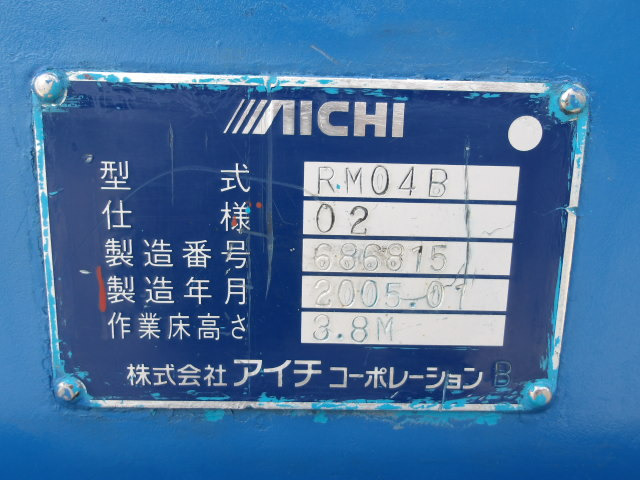 AICHI
型式 RM04B
仕様 02
製造番号 686815
製造年月 2005.01
作業床高さ 3.8M
株式会社 アイチ コーポレーション B